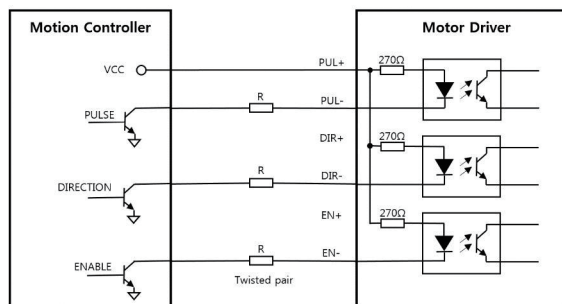 Motion Controller
Motor Driver
VCC
PUL+
270Ω
PULSE
R
PUL-
DIR+
270Ω
DIRECTION
R
DIR-
EN+
270Ω
ENABLE
R
EN-
Twisted pair